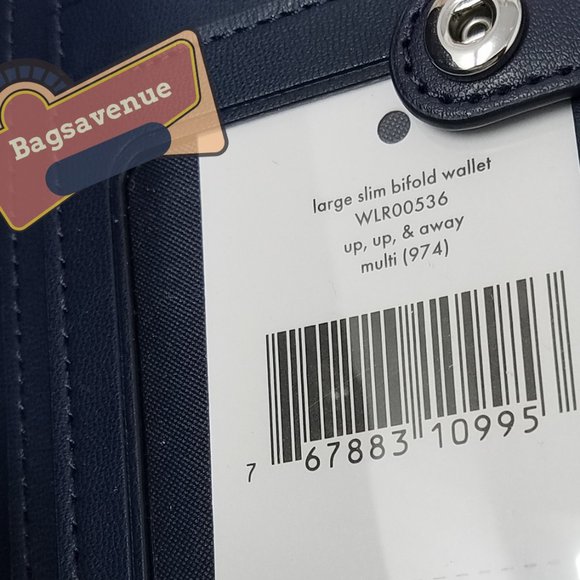 Bagsavenue
large slim bifold wallet
WLR00536
up, up, & away
multi (974)
7 67883 10995